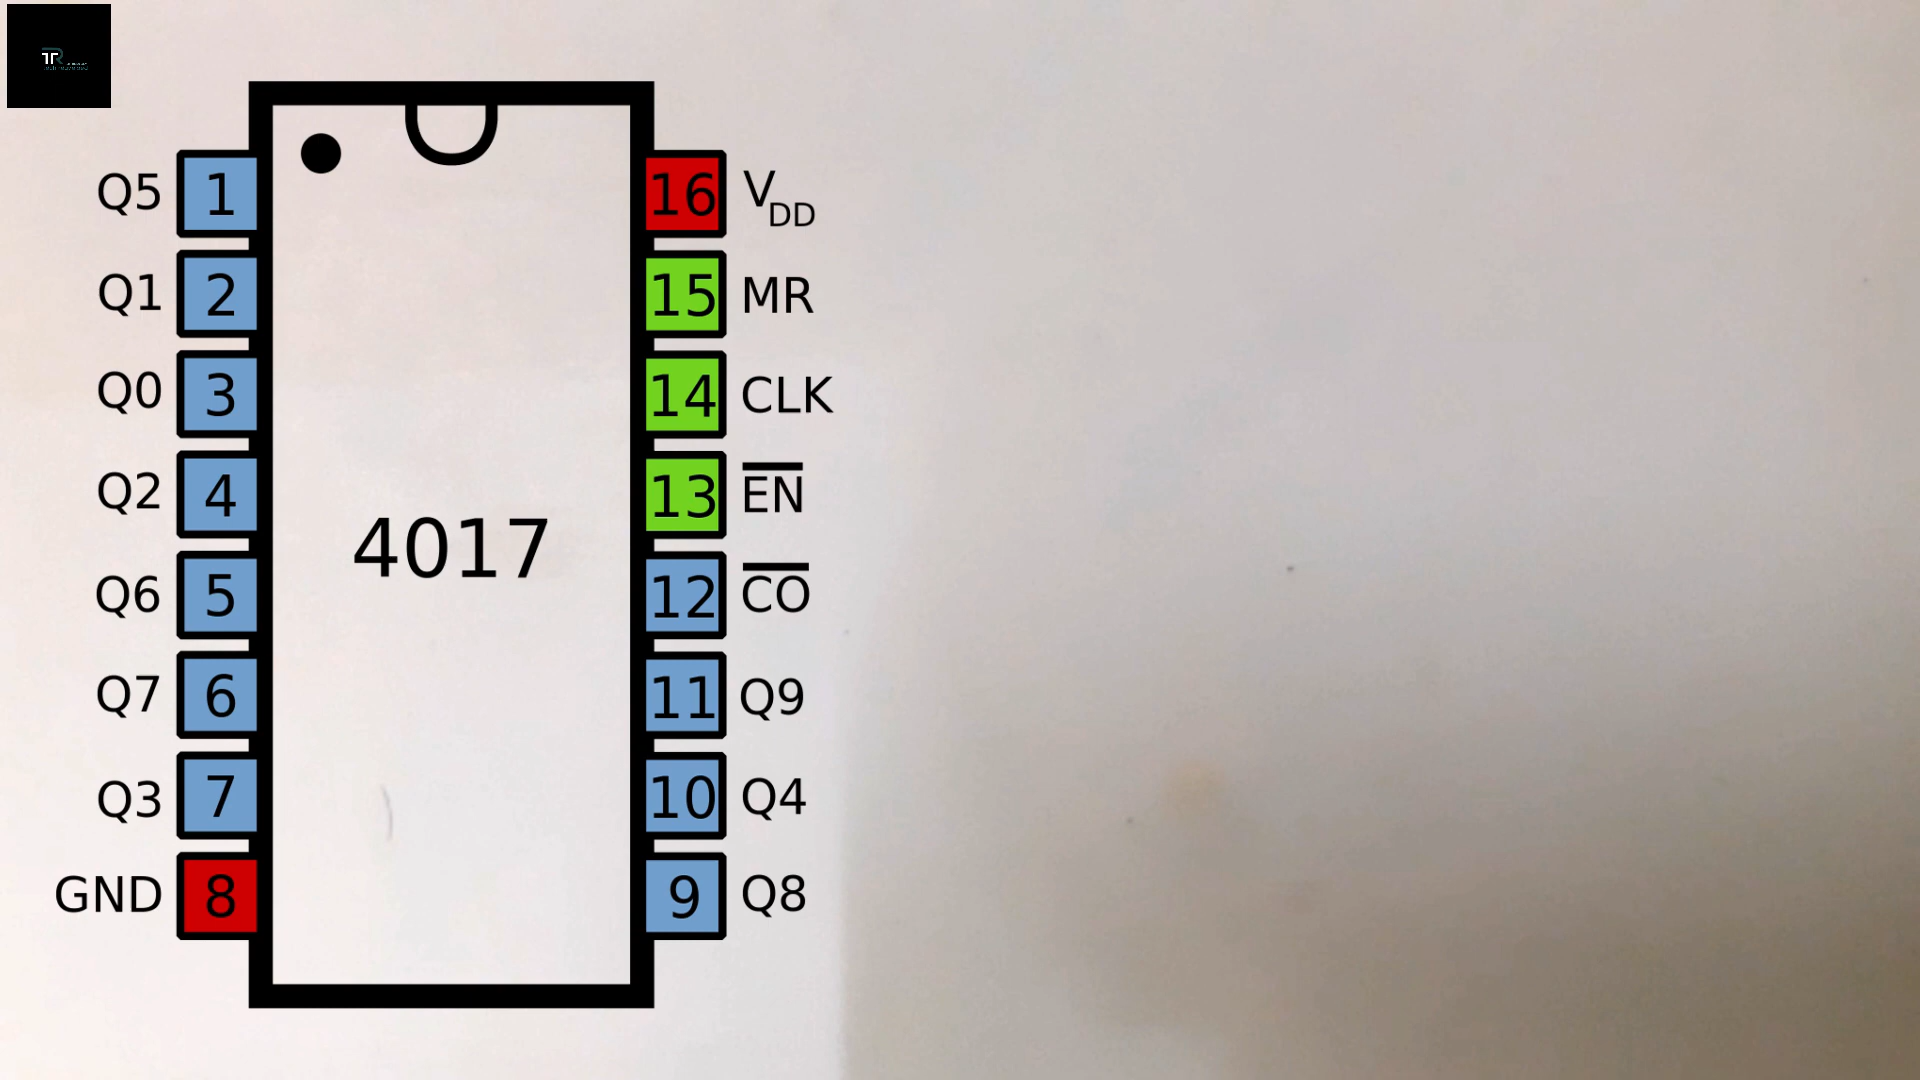 TR
Q5 1 16 VDD
Q1 2 15 MR
Q0 3 14 CLK
Q2 4 13 EN
4017
Q6 5 12 CO
Q7 6 11 Q9
Q3 7 10 Q4
GND 8 9 Q8